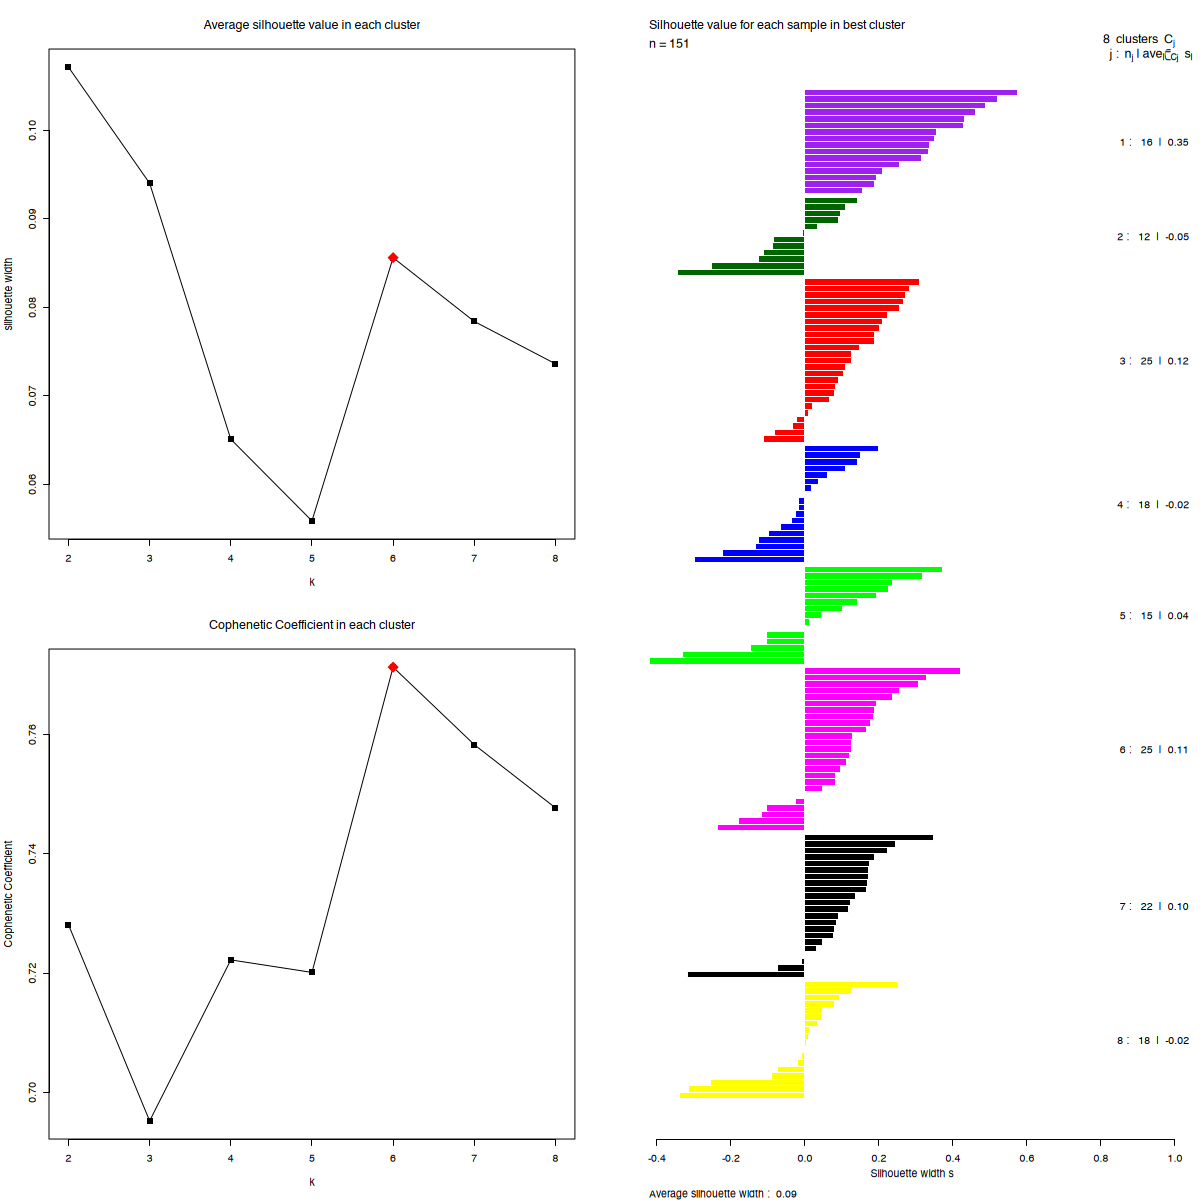 Average silhouette value in each cluster
silhouette width
0.10
0.09
0.08
0.07
0.06
2 3 4 5 6 7 8
k
Cophenetic Coefficient in each cluster
Cophenetic Coefficient
0.76
0.74
0.72
0.70
2 3 4 5 6 7 8
k
Silhouette value for each sample in best cluster
n = 151
8 clusters Cj
j : nj | avei∈Cj si
1 : 16 | 0.35
2 : 12 | -0.05
3 : 25 | 0.12
4 : 18 | -0.02
5 : 15 | 0.04
6 : 25 | 0.11
7 : 22 | 0.10
8 : 18 | -0.02
-0.4 -0.2 0.0 0.2 0.4 0.6 0.8 1.0
Silhouette width s
Average silhouette width : 0.09